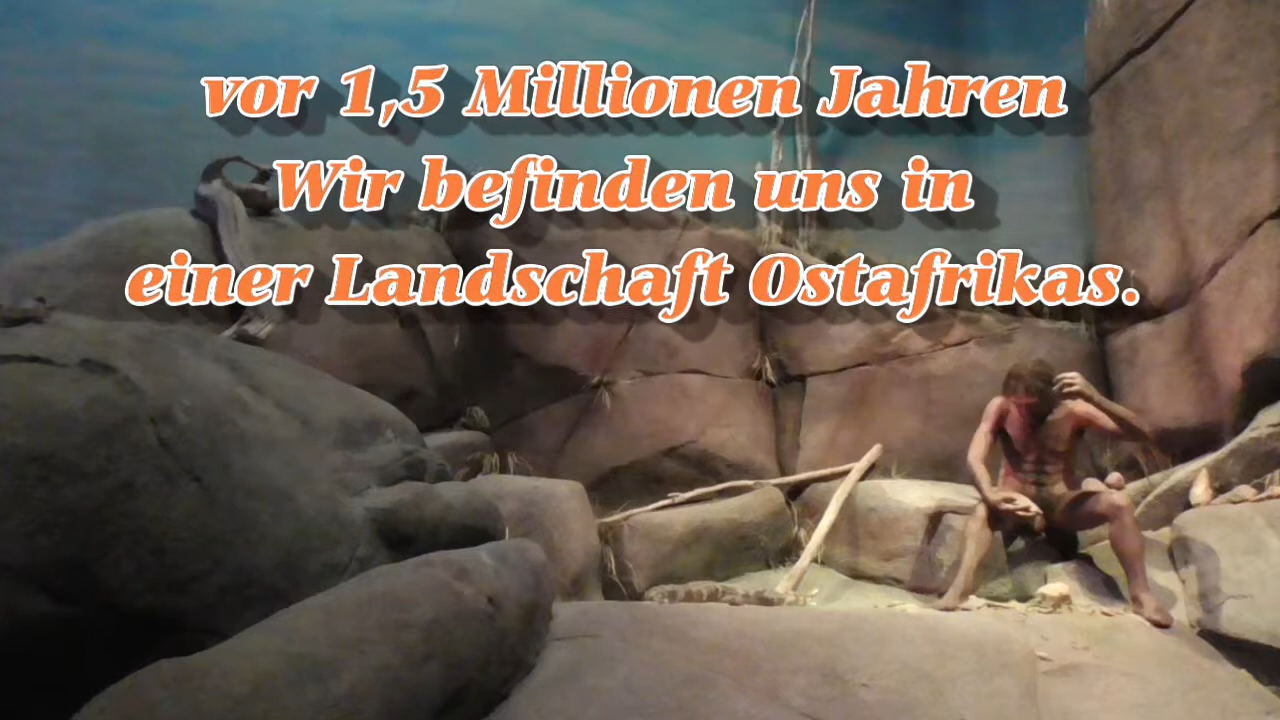 vor 1,5 Millionen Jahren
Wir befinden uns in
einer Landschaft Ostafrikas.